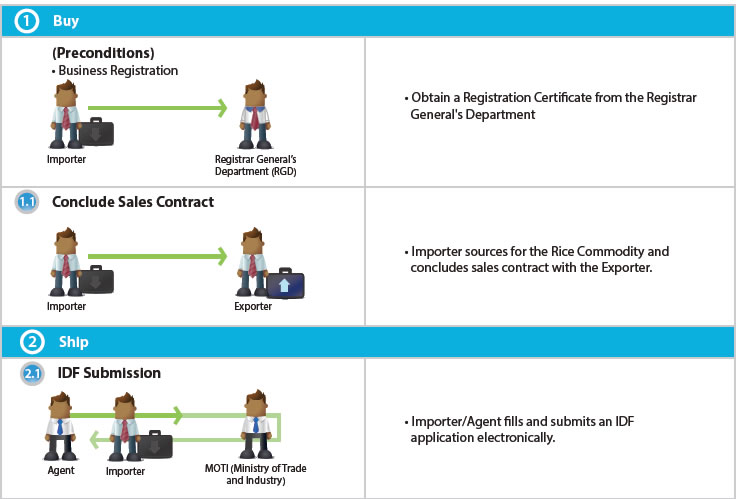 1 Buy
(Preconditions)
• Business Registration
Importer
Registrar General's
Department (RGD)
• Obtain a Registration Certificate from the Registrar
General's Department
1.1 Conclude Sales Contract
Importer
Exporter
• Importer sources for the Rice Commodity and
concludes sales contract with the Exporter.
2 Ship
2.1 IDF Submission
Agent
Importer
MOTI (Ministry of Trade
and Industry)
• Importer/Agent fills and submits an IDF
application electronically.